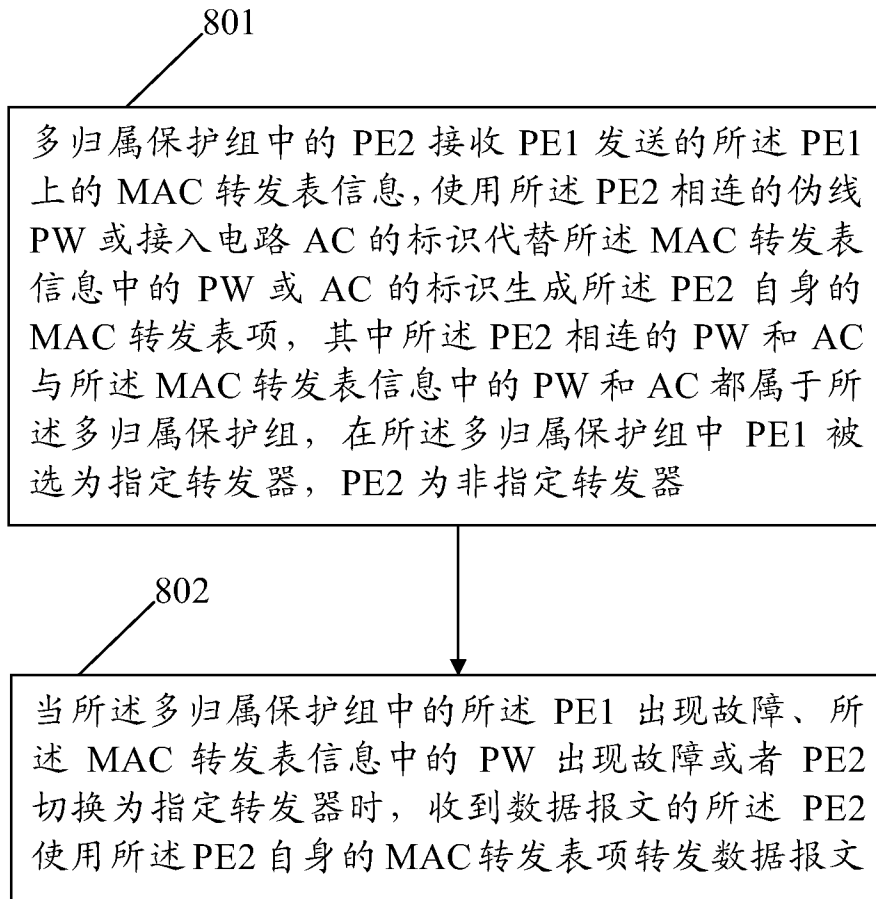 801
多归属保护组中的 PE2 接收 PE1 发送的所述 PE1
上的 MAC 转发表信息,使用所述 PE2 相连的伪线
PW 或接入电路 AC 的标识代替所述 MAC 转发表
信息中的 PW 或 AC 的标识生成所述 PE2 自身的
MAC 转发表项，其中所述 PE2 相连的 PW 和 AC
与所述 MAC 转发表信息中的 PW 和 AC 都属于所
述多归属保护组，在所述多归属保护组中 PE1 被
选为指定转发器，PE2 为非指定转发器
802
当所述多归属保护组中的所述 PE1 出现故障、所
述 MAC 转发表信息中的 PW 出现故障或者 PE2
切换为指定转发器时，收到数据报文的所述 PE2
使用所述PE2自身的MAC转发表项转发数据报文